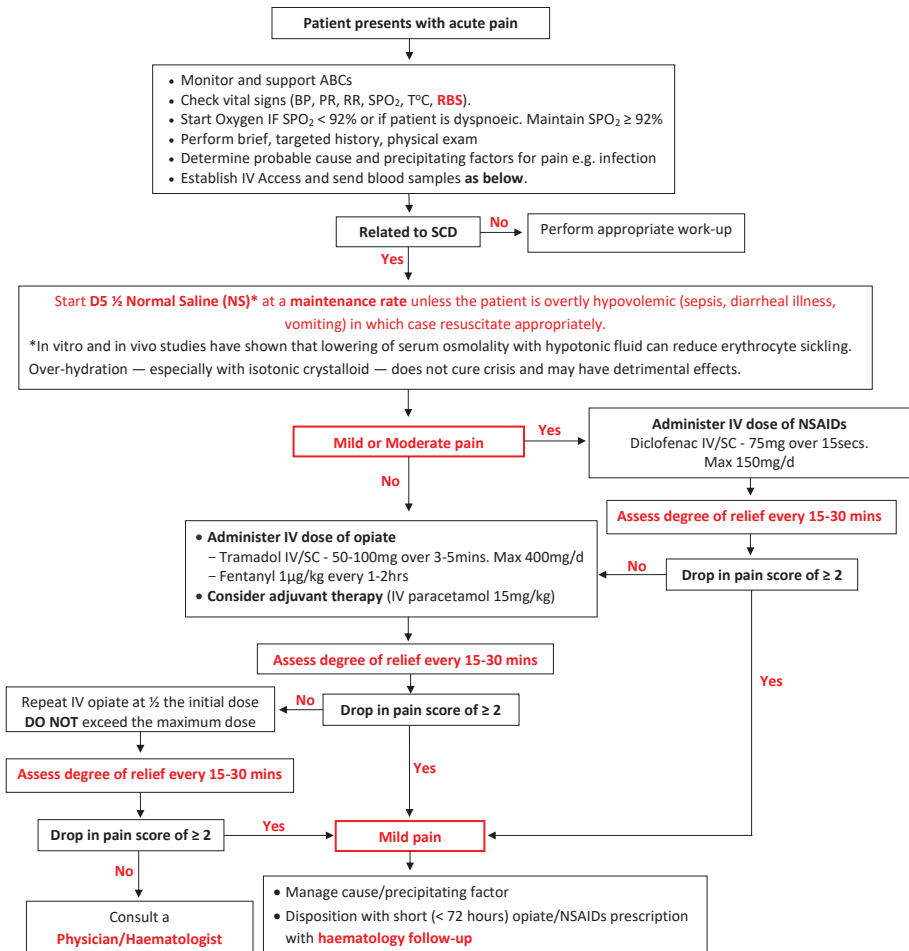 Patient presents with acute pain
• Monitor and support ABCs
• Check vital signs (BP, PR, RR, SPO₂, TºC, RBS).
• Start Oxygen IF SPO₂ < 92% or if patient is dyspnoeic. Maintain SPO₂ ≥ 92%
• Perform brief, targeted history, physical exam
• Determine probable cause and precipitating factors for pain e.g. infection
• Establish IV Access and send blood samples as below.
Related to SCD
No
Perform appropriate work-up
Yes
Start D5 ½ Normal Saline (NS)* at a maintenance rate unless the patient is overtly hypovolemic (sepsis, diarrheal illness,
vomiting) in which case resuscitate appropriately.
*In vitro and in vivo studies have shown that lowering of serum osmolality with hypotonic fluid can reduce erythrocyte sickling.
Over-hydration — especially with isotonic crystalloid — does not cure crisis and may have detrimental effects.
Mild or Moderate pain
Yes
Administer IV dose of NSAIDs
Diclofenac IV/SC - 75mg over 15secs.
Max 150mg/d
No
Assess degree of relief every 15-30 mins
• Administer IV dose of opiate
– Tramadol IV/SC - 50-100mg over 3-5mins. Max 400mg/d
– Fentanyl 1µg/kg every 1-2hrs
• Consider adjuvant therapy (IV paracetamol 15mg/kg)
No
Drop in pain score of ≥ 2
Assess degree of relief every 15-30 mins
Yes
Repeat IV opiate at ½ the initial dose
DO NOT exceed the maximum dose
No
Drop in pain score of ≥ 2
Assess degree of relief every 15-30 mins
Yes
Drop in pain score of ≥ 2
Yes
Mild pain
No
Consult a
Physician/Haematologist
• Manage cause/precipitating factor
• Disposition with short (< 72 hours) opiate/NSAIDs prescription
with haematology follow-up